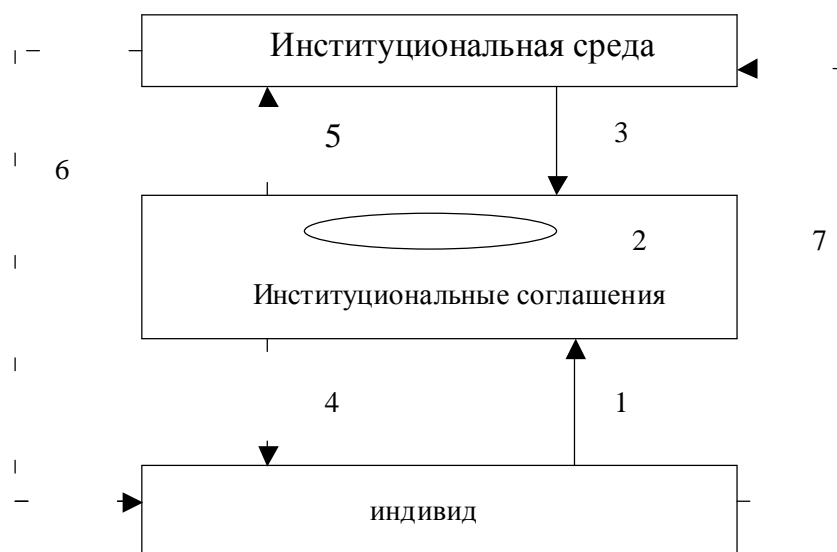 Институциональная среда
5 3
6
2 7
Институциональные соглашения
4 1
индивид